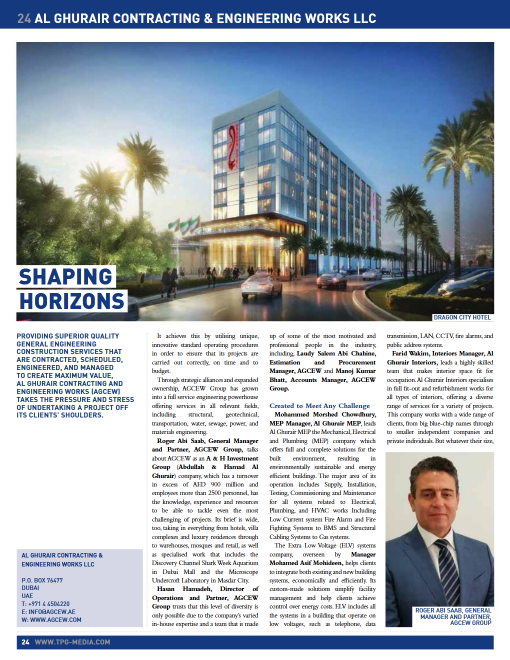 24 AL GHURAIR CONTRACTING & ENGINEERING WORKS LLC
SHAPING
HORIZONS
DRAGON CITY HOTEL
PROVIDING SUPERIOR QUALITY
GENERAL ENGINEERING
CONSTRUCTION SERVICES THAT
ARE CONTRACTED, SCHEDULED,
ENGINEERED, AND MANAGED
TO CREATE MAXIMUM VALUE,
AL GHURAIR CONTRACTING AND
ENGINEERING WORKS (AGCEW)
TAKES THE PRESSURE AND STRESS
OF UNDERTAKING A PROJECT OFF
ITS CLIENTS' SHOULDERS.
AL GHURAIR CONTRACTING &
ENGINEERING WORKS LLC
P.O. BOX 76477
DUBAI
UAE
T: +971 4 4504220
E: INFO@AGCEW.AE
W: WWW.AGCEW.COM
It achieves this by utilising unique,
innovative standard operating procedures
in order to ensure that its projects are
carried out correctly, on time and to
budget.
Through strategic alliances and expanded
ownership, AGCEW Group has grown
into a full service engineering powerhouse
offering services in all relevant fields,
including structural, geotechnical,
transportation, water, sewage, power, and
materials engineering.
Roger Abi Saab, General Manager
and Partner, AGCEW Group, talks
about AGCEW as an A & H Investment
Group (Abdullah & Hamad Al
Ghurair) company, which has a turnover
in excess of AED 900 million and
employees more than 2500 personnel, has
the knowledge, experience and resources
to be able to tackle even the most
challenging of projects. Its brief is wide,
too, taking in everything from hotels, villa
complexes and luxury residences through
to warehouses, mosques and retail, as well
as specialised work that includes the
Discovery Channel Shark Week Aquarium
in Dubai Mall and the Microscope
Undercroft Laboratory in Masdar City.
Hasan Hamadeh, Director of
Operations and Partner, AGCEW
Group trusts that this level of diversity is
only possible due to the company's varied
in-house expertise and a team that is made
up of some of the most motivated and
professional people in the industry,
including, Laudy Salem Abi Chahine,
Estimation and Procurement
Manager, AGCEW and Manoj Kumar
Bhatt, Accounts Manager, AGCEW
Group.
Created to Meet Any Challenge
Mohammed Morshed Chowdhury,
MEP Manager, Al Ghurair MEP, leads
Al Ghurair MEP the Mechanical, Electrical
and Plumbing (MEP) company which
offers full and complete solutions for the
built environment, resulting in
environmentally sustainable and energy
efficient buildings. The major area of its
operation includes Supply, Installation,
Testing, Commissioning and Maintenance
for all system related to Electrical,
Plumbing, and HVAC works Including
Low Current system Fire Alarm and Fire
Fighting Systems to BMS and Structural
Cabling Systems to Gas systems.
The Extra Low Voltage (ELV) systems
company, overseen by Manager
Mohamed Asif Mohideen, helps clients
to integrate both existing and new building
systems, economically and efficiently. Its
custom-made solutions simplify facility
management and help clients achieve
control over energy costs. ELV includes all
the systems in a building that operate on
low voltages, such as telephone, data
transmission, LAN, CCTV, fire alarms, and
public address systems.
Farid Wakim, Interiors Manager, Al
Ghurair Interiors, leads a highly skilled
team that makes interior space fit for
occupation. Al Ghurair Interiors specialises
in full fit-out and refurbishment works for
all types of interiors, offering a diverse
range of services for a variety of projects.
This company works with a wide range of
clients, from big blue-chip names through
to smaller independent companies and
private individuals. But whatever their size,
ROGER ABI SAAB, GENERAL
MANAGER AND PARTNER,
AGCEW GROUP
24 WWW.TPG-MEDIA.COM